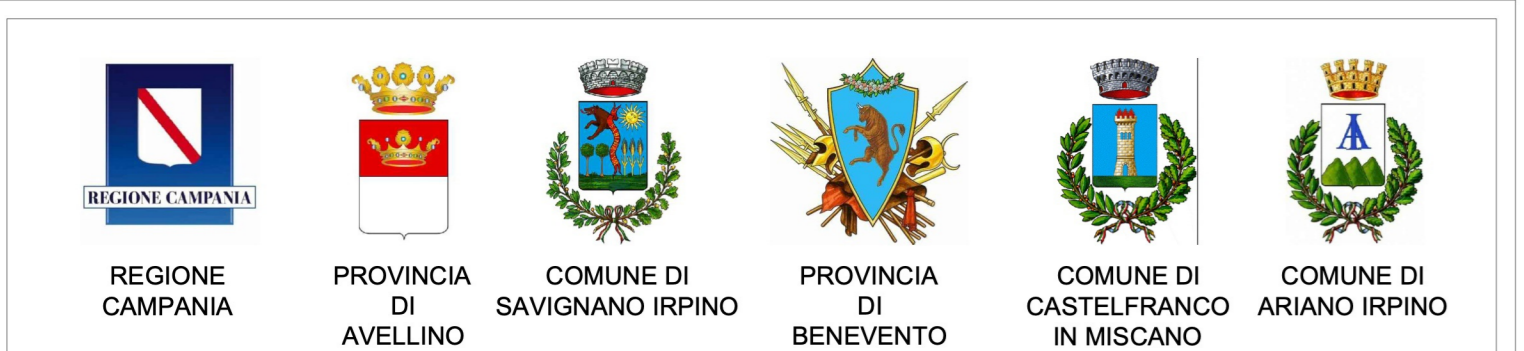 REGIONE CAMPANIA
REGIONE
CAMPANIA
PROVINCIA
DI
AVELLINO
COMUNE DI
SAVIGNANO IRPINO
PROVINCIA
DI
BENEVENTO
COMUNE DI
CASTELFRANCO
IN MISCANO
AI
COMUNE DI
ARIANO IRPINO